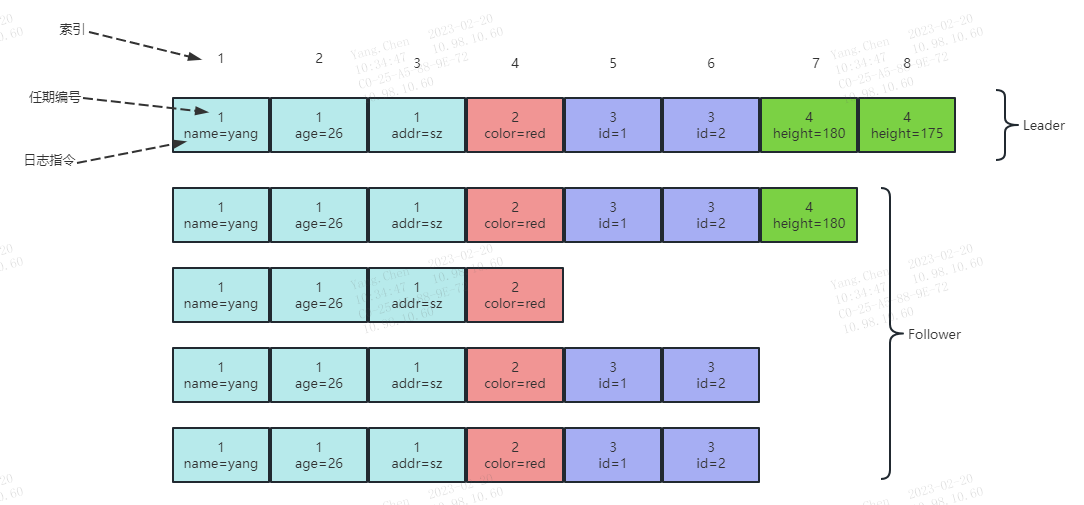 索引
1 2 3 4 5 6 7 8
任期编号
日志指令
1 1 1 2 3 3 4 4
name=yang age=26 addr=sz color=red id=1 id=2 height=180 height=175
Leader
1 1 1 2 3 3 4
name=yang age=26 addr=sz color=red id=1 id=2 height=180
1 1 1 2
name=yang age=26 addr=sz color=red
Follower
1 1 1 2 3 3
name=yang age=26 addr=sz color=red id=1 id=2
1 1 1 2 3 3
name=yang age=26 addr=sz color=red id=1 id=2
Yang.Chen 2023-02-20
10:34:47 10.98.10.60
C0-25-A5-88-9E-72
10.98.10.60